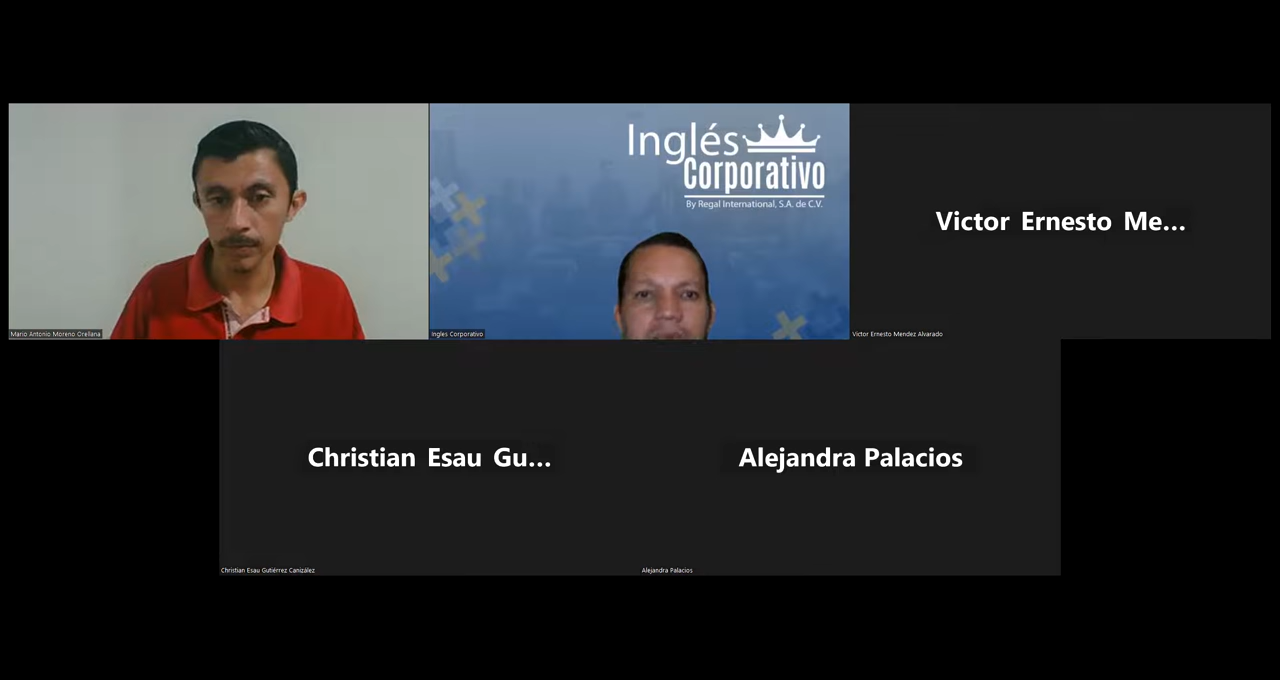 Inglés
Corporativo
By Regal International, S.A. de C.V.
Victor Ernesto Me...
Mario Antonio Moreno Orellana
Ingles Corporativo
Victor Ernesto Mendez Alvarado
Christian Esau Gu...
Alejandra Palacios
Christian Esau Gutiérrez Canizález
Alejandra Palacios